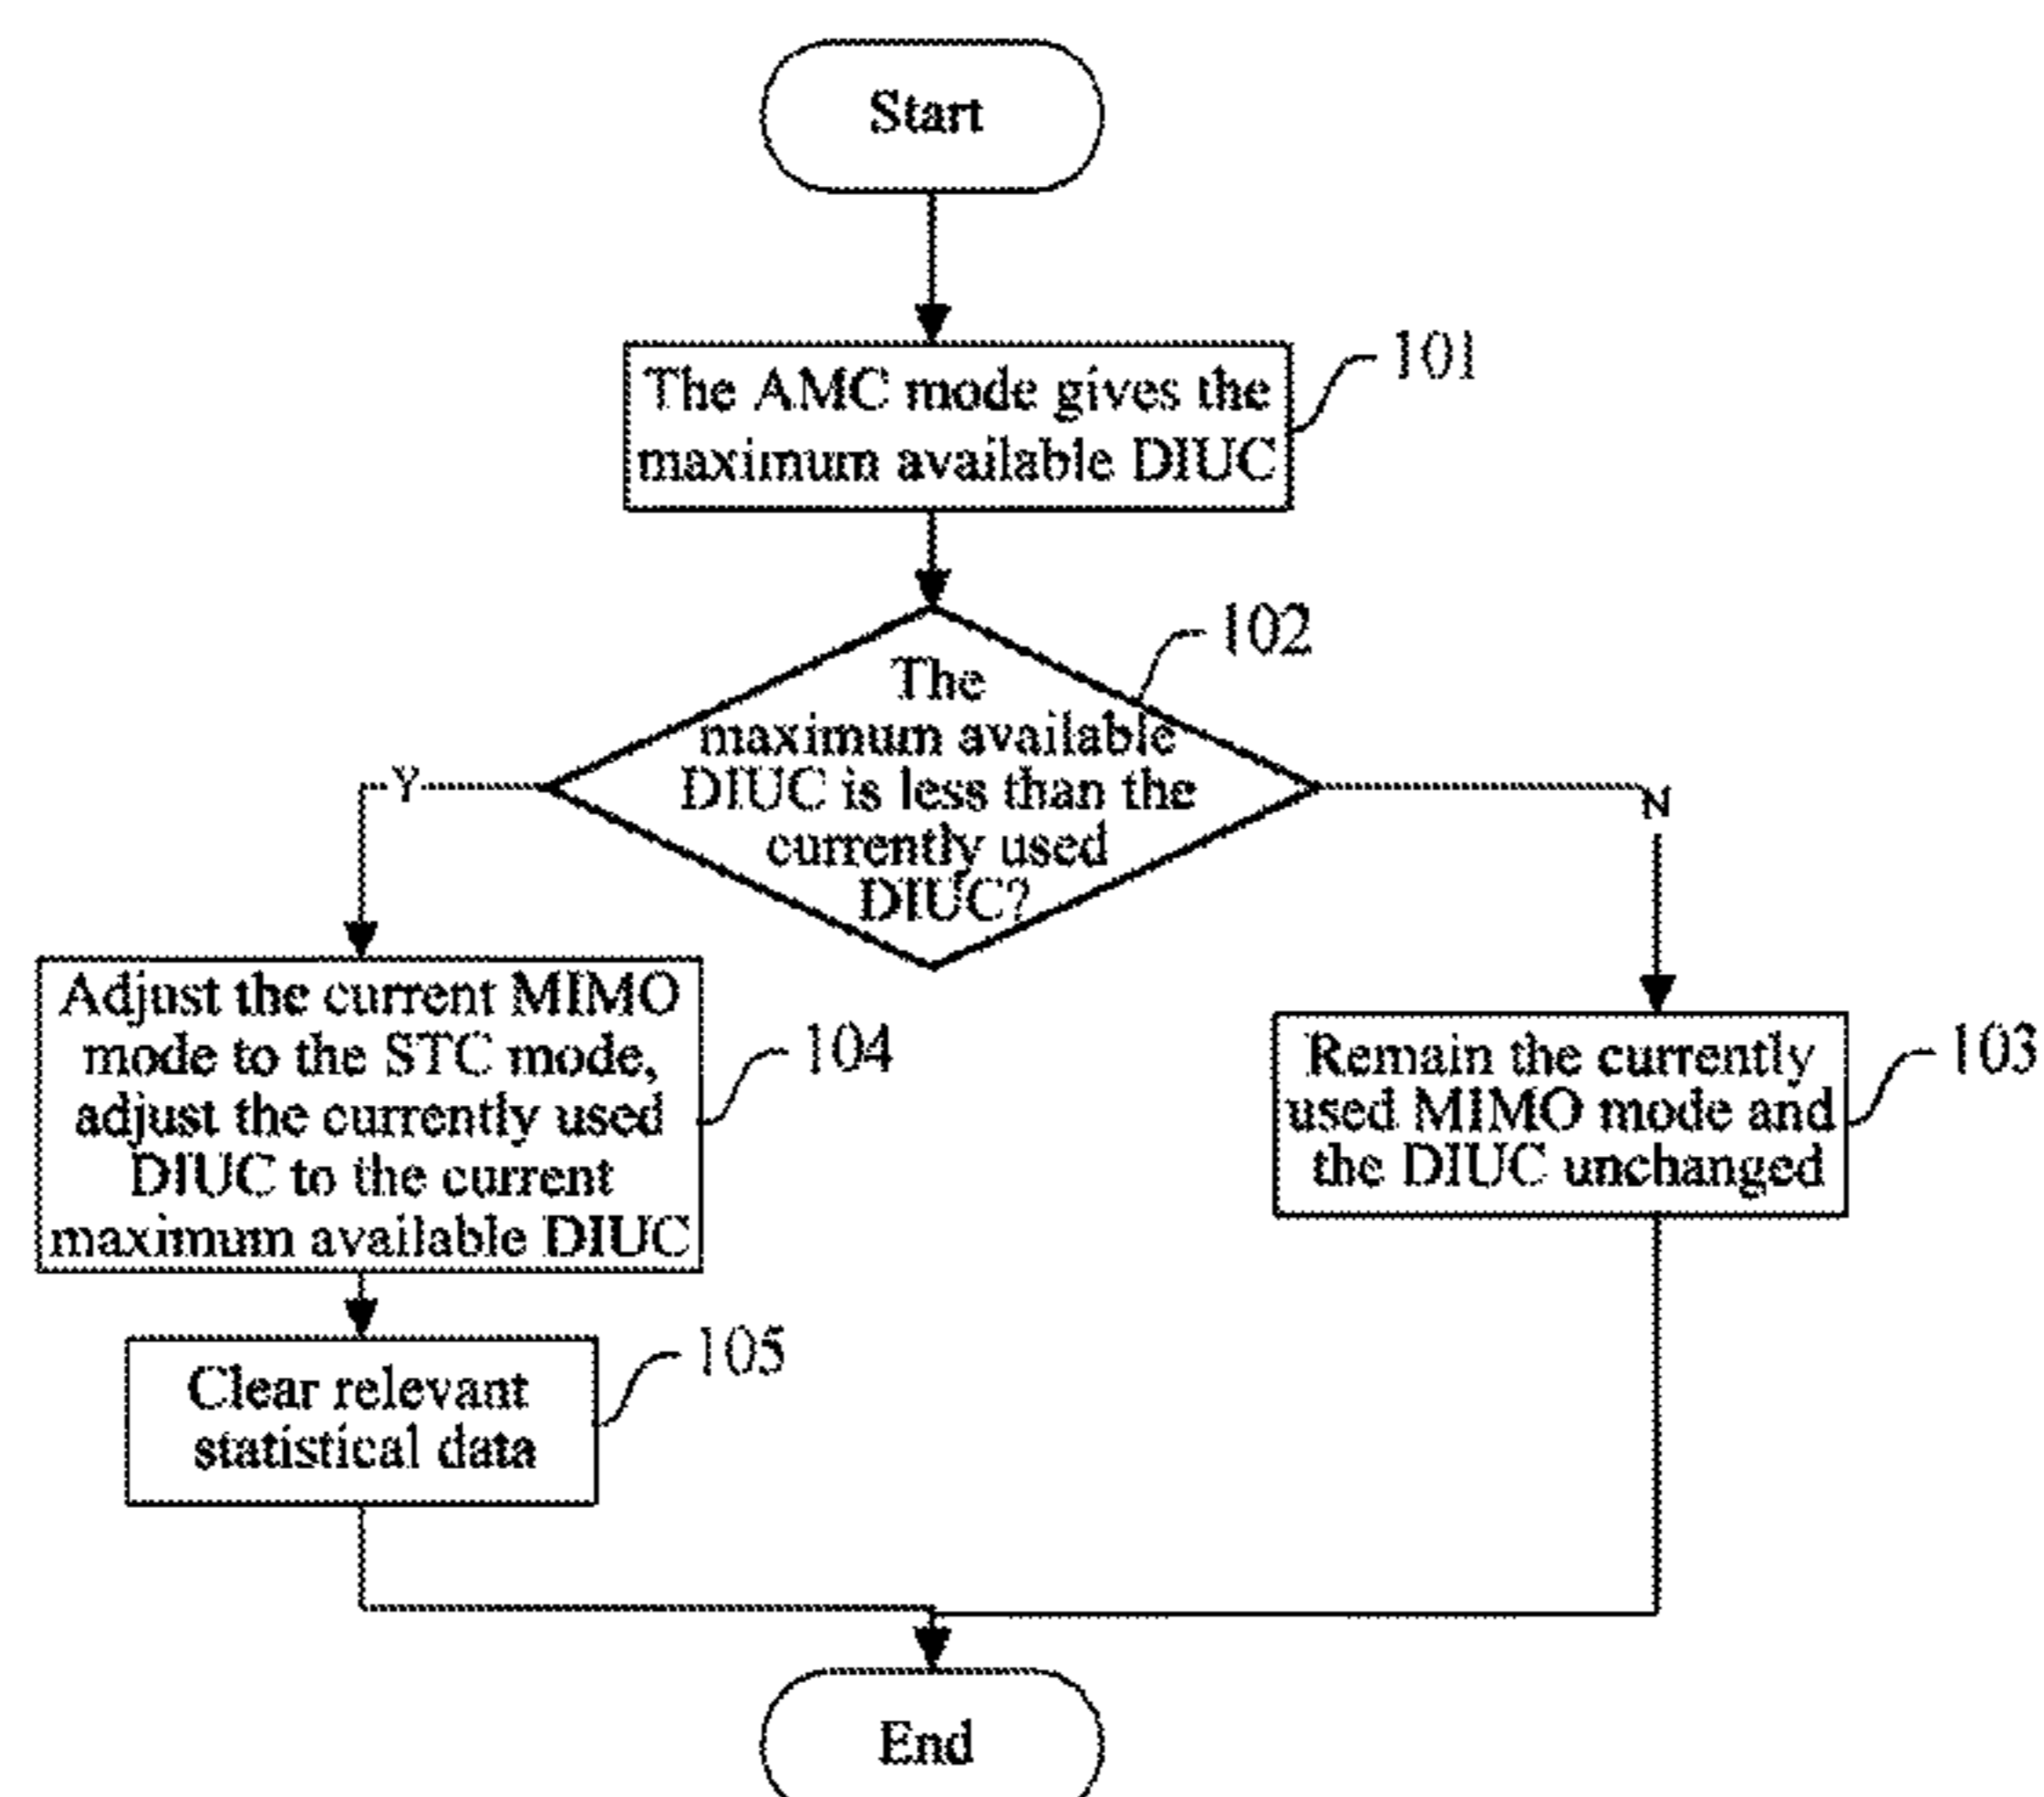 Start
The AMC mode gives the
maximum available DIUC
101
The
maximum available
DIUC is less than the
currently used
DIUC?
102
Y
N
Adjust the current MIMO
mode to the STC mode,
adjust the currently used
DIUC to the current
maximum available DIUC
104
Remain the currently
used MIMO mode and
the DIUC unchanged
103
Clear relevant
statistical data
105
End